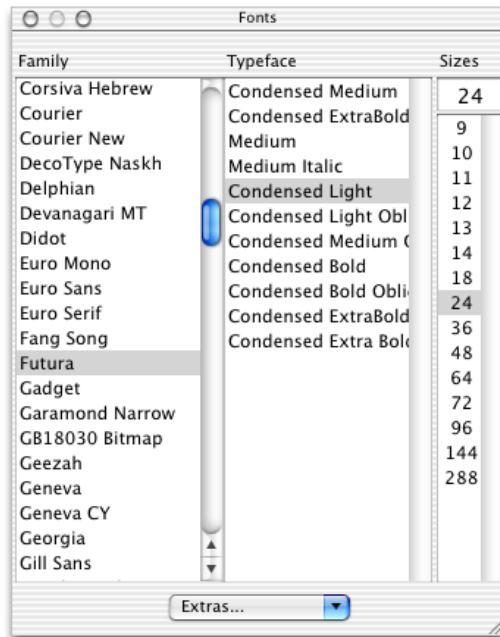 Fonts
Family
Typeface
Sizes
Corsiva Hebrew
Courier
Courier New
DecoType Naskh
Delphian
Devanagari MT
Didot
Euro Mono
Euro Sans
Euro Serif
Fang Song
Futura
Gadget
Garamond Narrow
GB18030 Bitmap
Geezah
Geneva
Geneva CY
Georgia
Gill Sans
Condensed Medium
Condensed ExtraBold
Medium
Medium Italic
Condensed Light
Condensed Light Obl
Condensed Medium
Condensed Bold
Condensed Bold Obli
Condensed ExtraBold
Condensed Extra Bol
24
9
10
11
12
13
14
18
24
36
48
64
72
96
144
288
Extras...